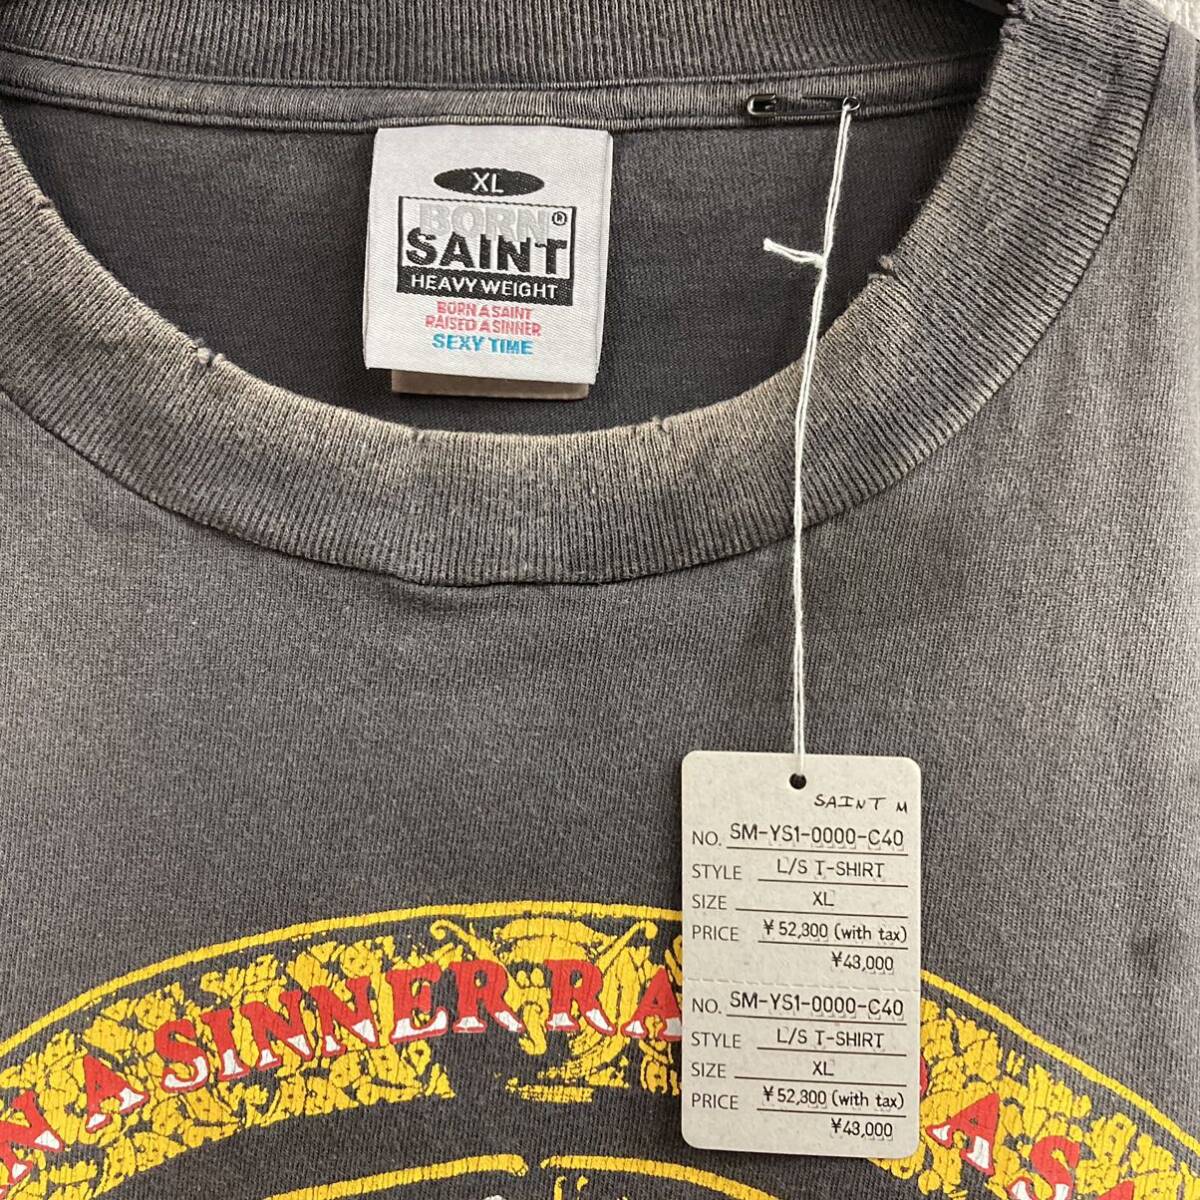 XL
BORN®
SAINT
HEAVY WEIGHT
BORN A SAINT
RAISED A SINNER
SEXY TIME
SAINT M
NO. SM-YS1-0000-C40
STYLE L/S T-SHIRT
SIZE XL
PRICE ¥52,300 (with tax)
¥43,000
NO. SM-YS1-0000-C40
STYLE L/S T-SHIRT
SIZE XL
PRICE ¥52,300 (with tax)
¥43,000
A SINNER